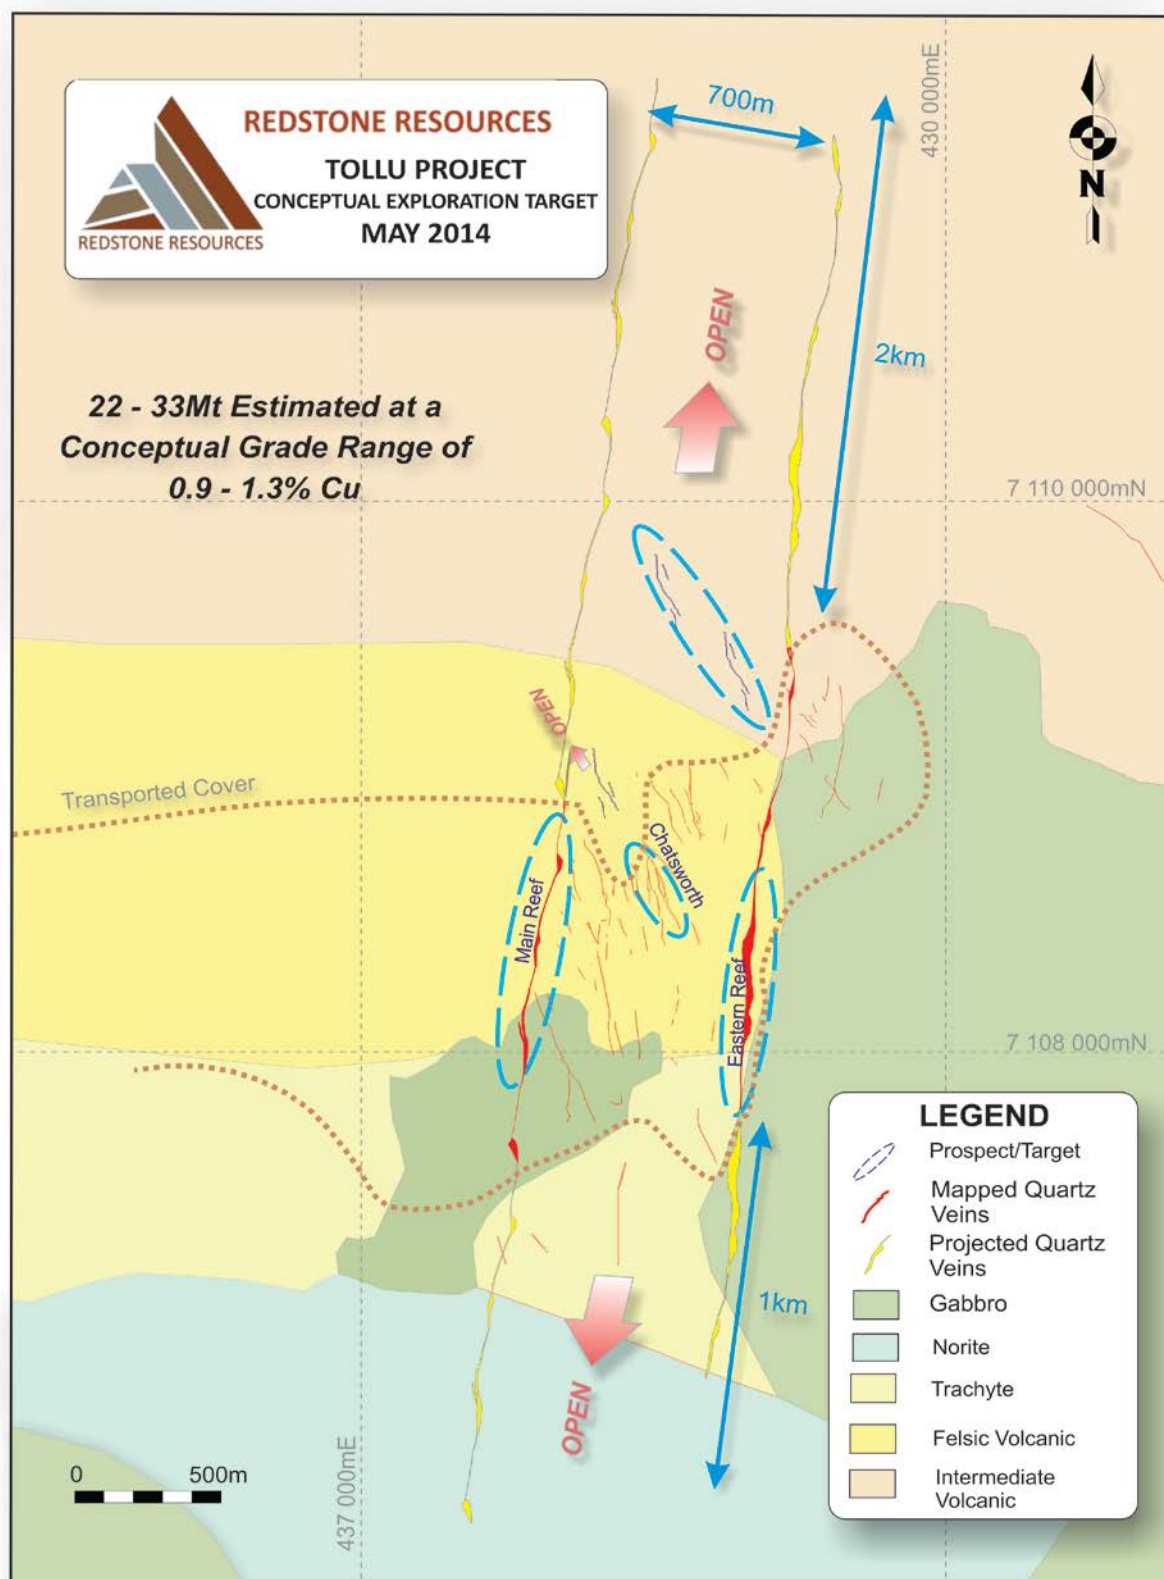 REDSTONE RESOURCES
TOLLU PROJECT
CONCEPTUAL EXPLORATION TARGET
MAY 2014
REDSTONE RESOURCES
700m
430 000mE
N
2km
OPEN
22 - 33Mt Estimated at a
Conceptual Grade Range of
0.9 - 1.3% Cu
7 110 000mN
OPEN
Transported Cover
Chatsworth
Main Reef
Eastern Reef
7 108 000mN
1km
OPEN
437 000mE
0 500m
LEGEND
Prospect/Target
Mapped Quartz
Veins
Projected Quartz
Veins
Gabbro
Norite
Trachyte
Felsic Volcanic
Intermediate
Volcanic